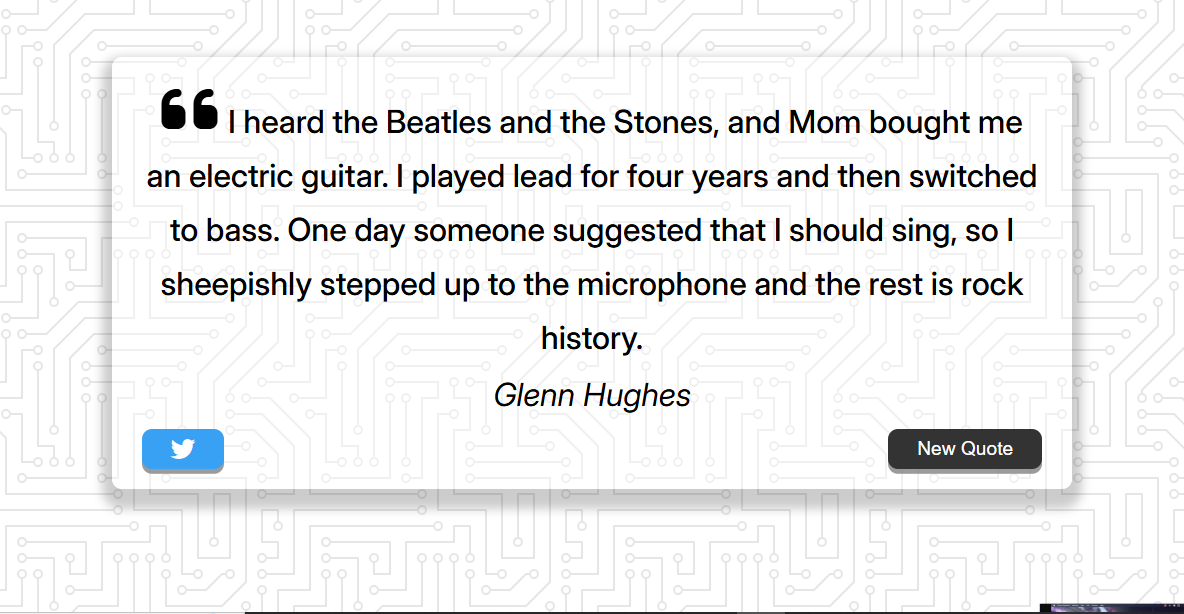 “ I heard the Beatles and the Stones, and Mom bought me
an electric guitar. I played lead for four years and then switched
to bass. One day someone suggested that I should sing, so I
sheepishly stepped up to the microphone and the rest is rock
history.
Glenn Hughes
New Quote